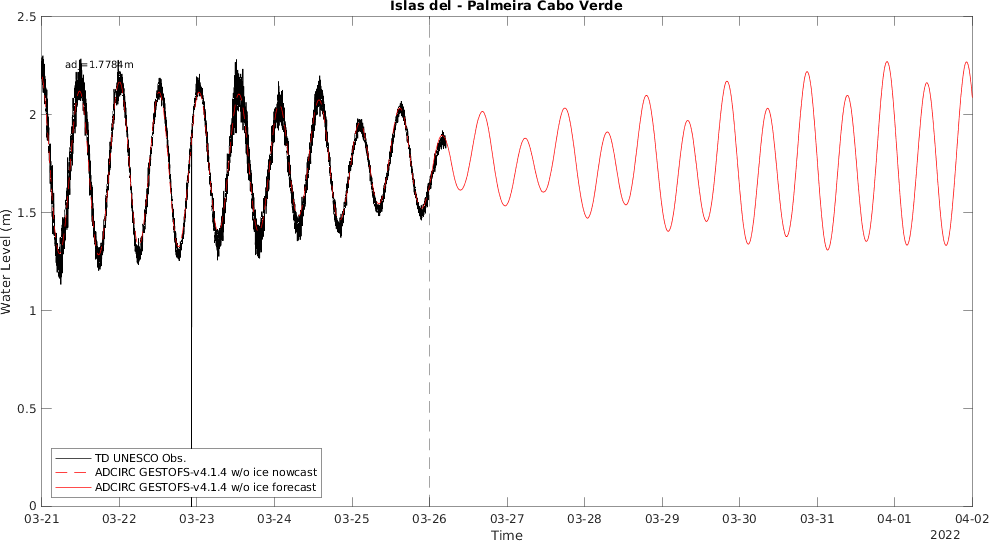 Islas del - Palmeira Cabo Verde
2.5
2
1.5
1
0.5
0
Water Level (m)
adj=1.7784m
TD UNESCO Obs.
ADCIRC GESTOFS-v4.1.4 w/o ice nowcast
ADCIRC GESTOFS-v4.1.4 w/o ice forecast
03-21 03-22 03-23 03-24 03-25 03-26 03-27 03-28 03-29 03-30 03-31 04-01 04-02
Time
2022